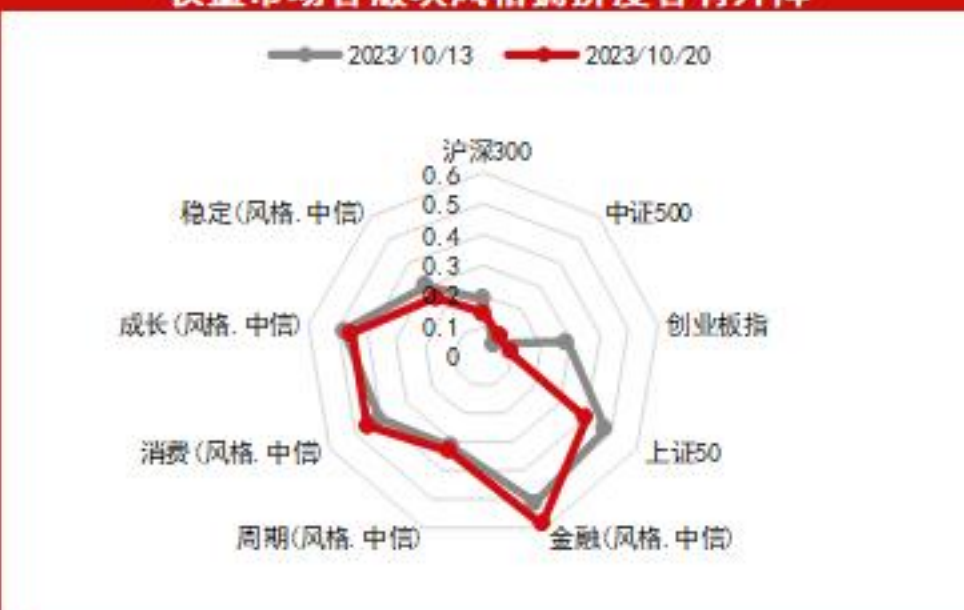 2023/10/13
2023/10/20
沪深300
中证500
创业板指
上证50
金融(风格.中信)
周期(风格.中信)
消费(风格.中信)
成长(风格.中信)
稳定(风格.中信)
0.6
0.5
0.4
0.3
0.2
0.1
0